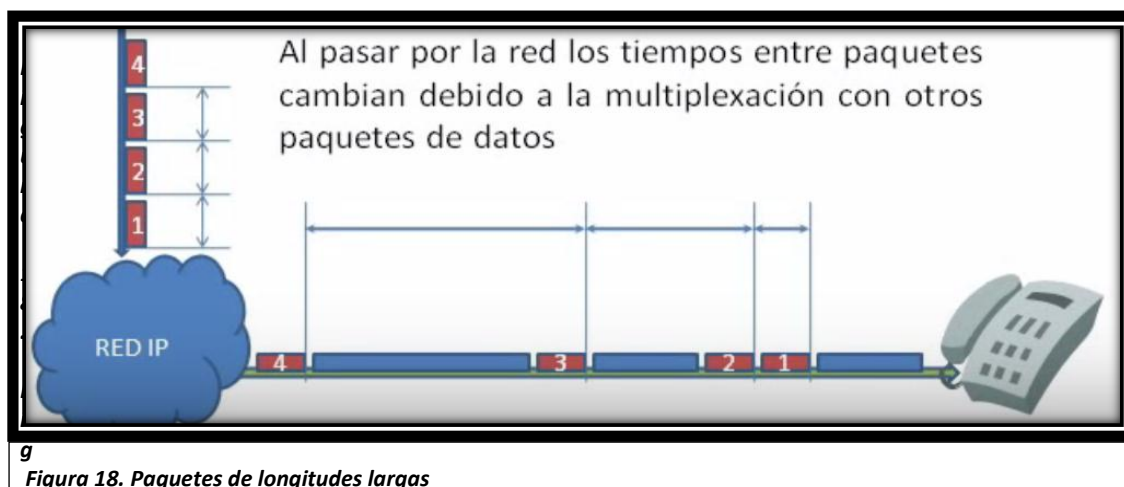 Al pasar por la red los tiempos entre paquetes
cambian debido a la multiplexación con otros
paquetes de datos
4
3
2
1
RED IP
4
3
2
1
g
Figura 18. Paquetes de longitudes largas